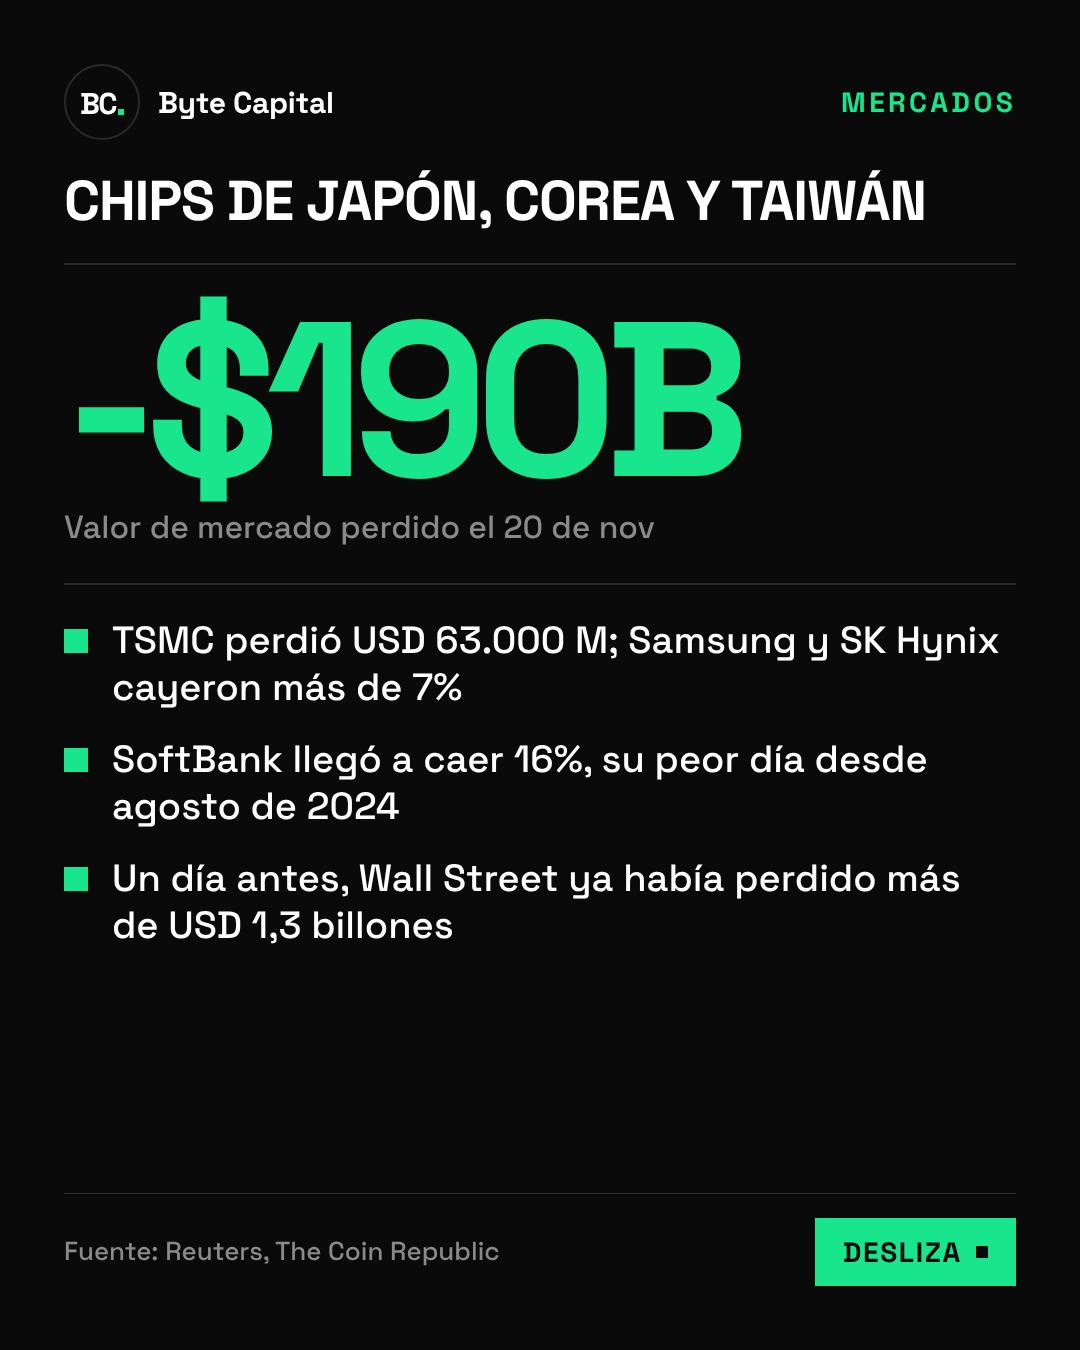 BC.
Byte Capital
MERCADOS
CHIPS DE JAPÓN, COREA Y TAIWÁN
-$190B
Valor de mercado perdido el 20 de nov
TSMC perdió USD 63.000 M; Samsung y SK Hynix
cayeron más de 7%
SoftBank llegó a caer 16%, su peor día desde
agosto de 2024
Un día antes, Wall Street ya había perdido más
de USD 1,3 billones
Fuente: Reuters, The Coin Republic
DESLIZA